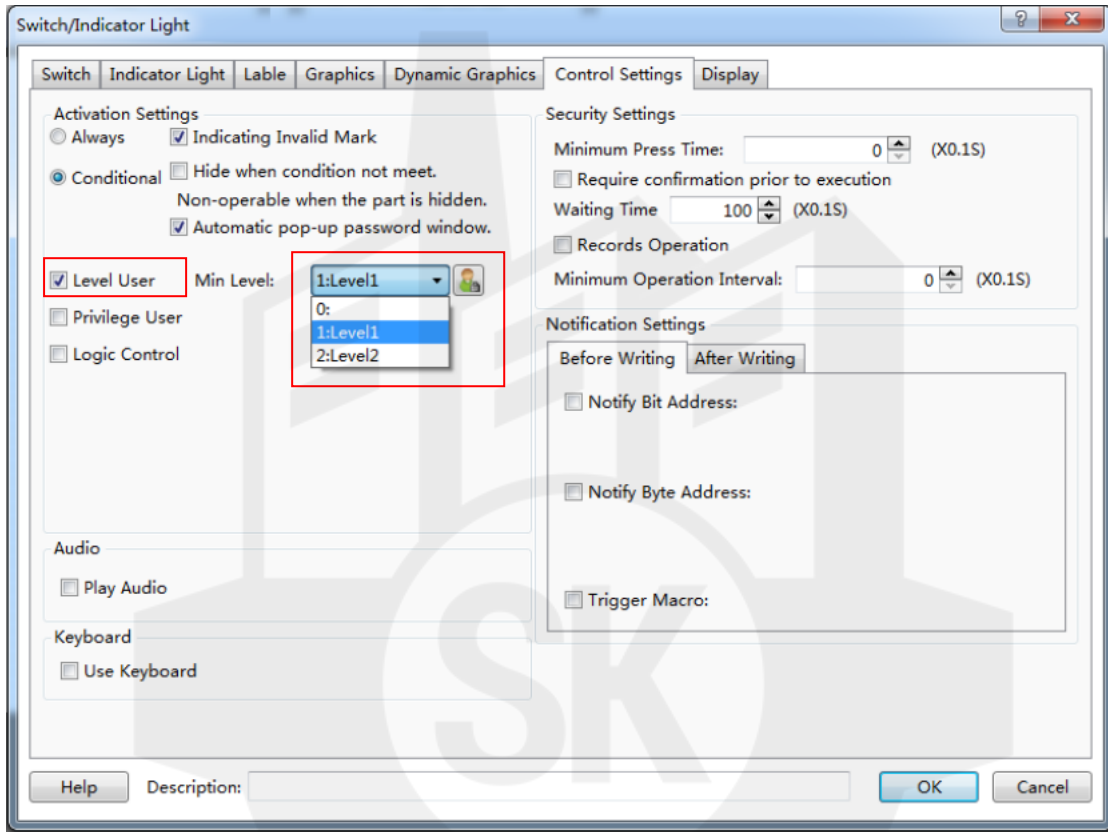 Switch/Indicator Light
?
Switch Indicator Light Lable Graphics Dynamic Graphics Control Settings Display
Activation Settings
Always
Indicating Invalid Mark
Conditional
Hide when condition not meet.
Non-operable when the part is hidden.
Automatic pop-up password window.
Level User
Min Level:
1:Level1
0:
1:Level1
2:Level2
Privilege User
Logic Control
Audio
Play Audio
Keyboard
Use Keyboard
Security Settings
Minimum Press Time: 0 (X0.1S)
Require confirmation prior to execution
Waiting Time 100 (X0.1S)
Records Operation
Minimum Operation Interval: 0 (X0.1S)
Notification Settings
Before Writing After Writing
Notify Bit Address:
Notify Byte Address:
Trigger Macro:
SK
Help Description: OK Cancel